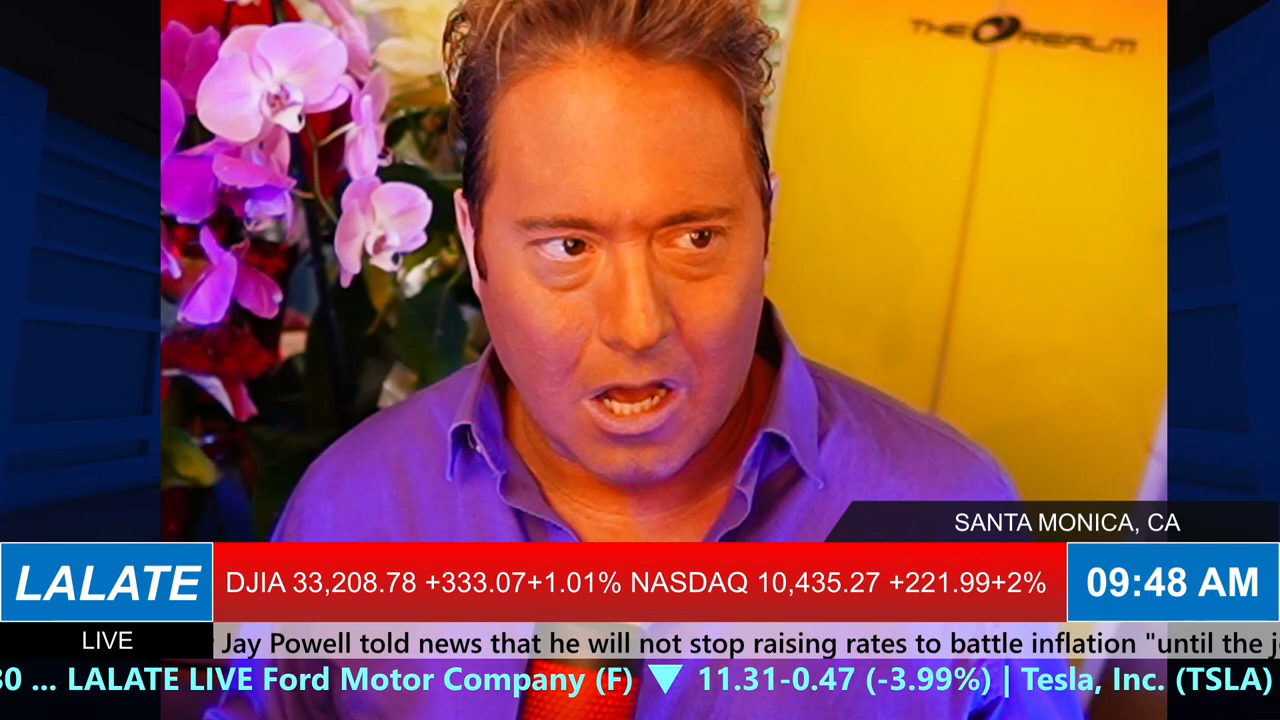 THE REALM
SANTA MONICA, CA
LALATE
DJIA 33,208.78 +333.07+1.01% NASDAQ 10,435.27 +221.99+2%
09:48 AM
LIVE
Jay Powell told news that he will not stop raising rates to battle inflation "until the
... LALATE LIVE Ford Motor Company (F) ▼ 11.31-0.47 (-3.99%) | Tesla, Inc. (TSLA)